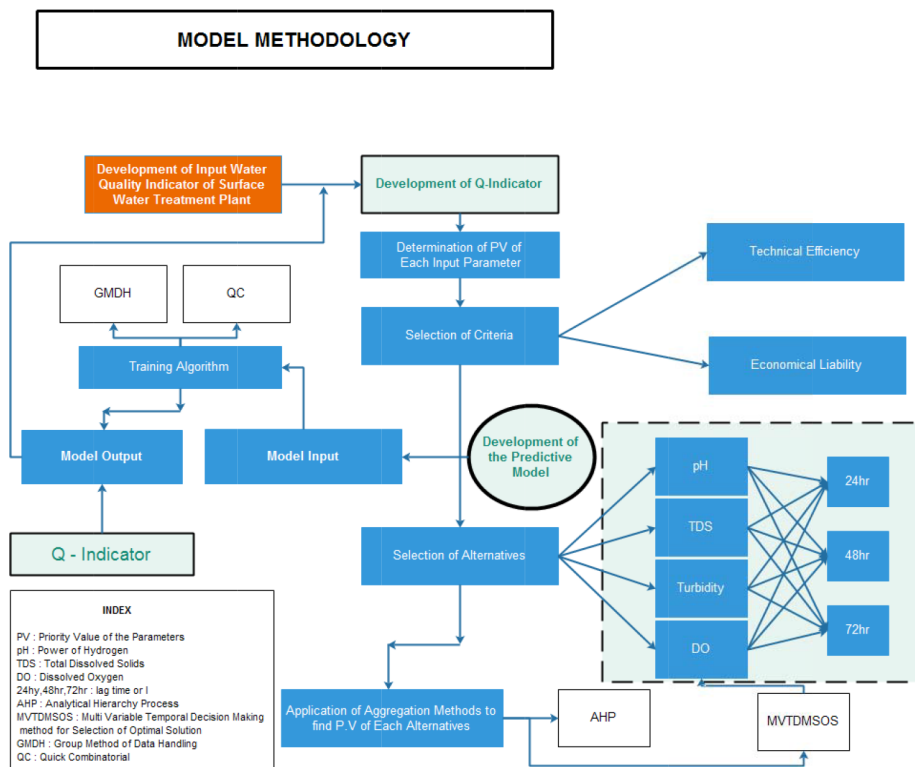 MODEL METHODOLOGY
Development of Input Water
Quality Indicator of Surface
Water Treatment Plant
Development of Q-Indicator
Determination of PV of
Each Input Parameter
Technical Efficiency
GMDH
QC
Selection of Criteria
Training Algorithm
Economical Liability
Model Output
Model Input
Development of
the Predictive
Model
pH
24hr
TDS
Q - Indicator
Selection of Alternatives
48hr
Turbidity
72hr
DO
INDEX
PV : Priority Value of the Parameters
pH : Power of Hydrogen
TDS : Total Dissolved Solids
DO : Dissolved Oxygen
24hy,48hr,72hr : lag time or l
AHP : Analytical Hierarchy Process
MVTDMSOS : Multi Variable Temporal Decision Making
method for Selection of Optimal Solution
GMDH : Group Method of Data Handling
QC : Quick Combinatorial
Application of Aggregation Methods to
find P.V of Each Alternatives
AHP
MVTDMSOS